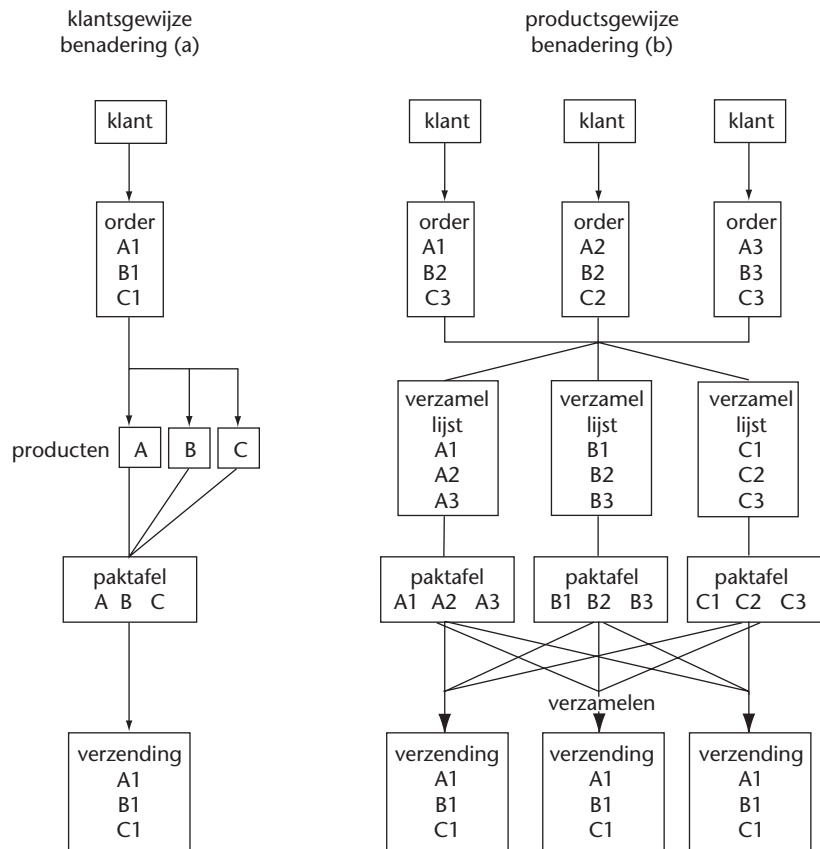 klantsgewijze
benadering (a)
klant
order
A1
B1
C1
producten A B C
paktafel
A B C
verzending
A1
B1
C1
productsgewijze
benadering (b)
klant klant klant
order
A1
B2
C3
order
A2
B2
C2
order
A3
B3
C3
verzamel
lijst
A1
A2
A3
verzamel
lijst
B1
B2
B3
verzamel
lijst
C1
C2
C3
paktafel
A1 A2 A3
paktafel
B1 B2 B3
paktafel
C1 C2 C3
verzamelen
verzending
A1
B1
C1
verzending
A1
B1
C1
verzending
A1
B1
C1